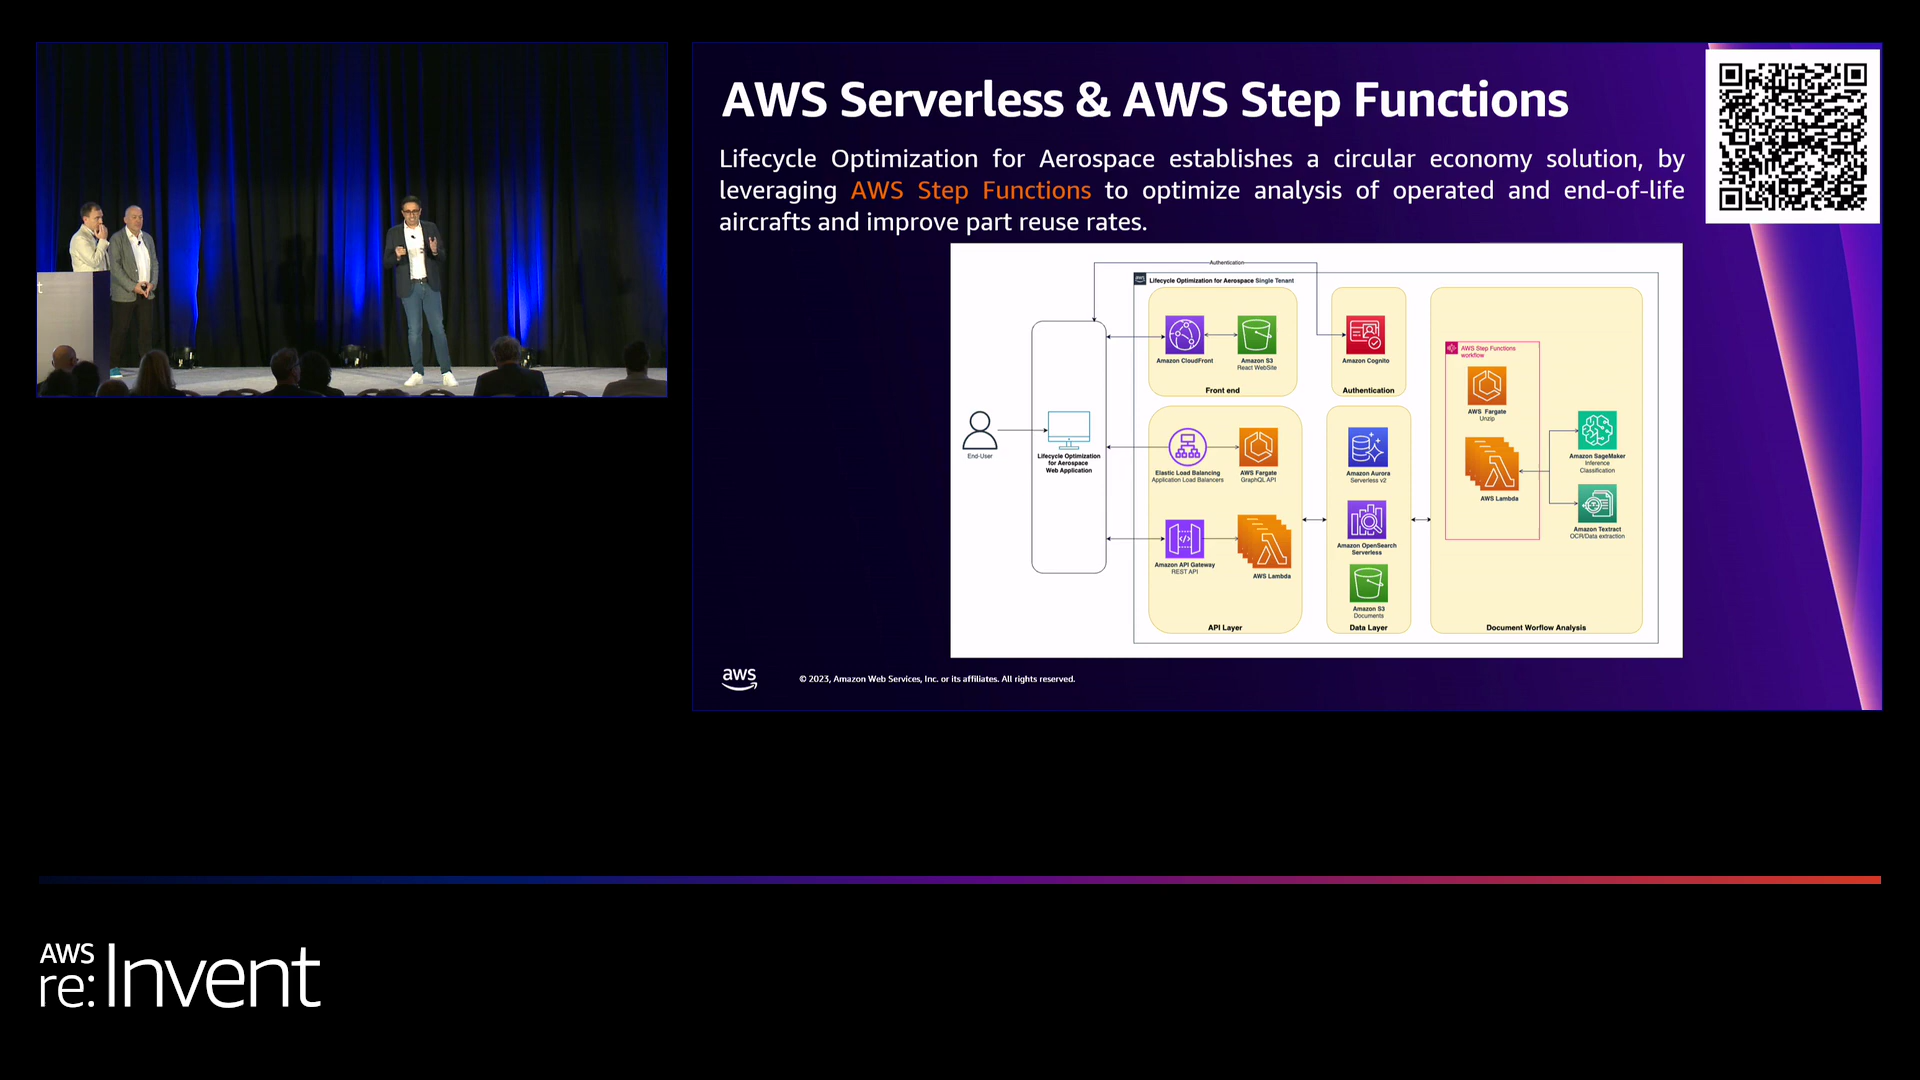 t
AWS Serverless & AWS Step Functions
Lifecycle Optimization for Aerospace establishes a circular economy solution, by
leveraging AWS Step Functions to optimize analysis of operated and end-of-life
aircrafts and improve part reuse rates.
Authentication
aws
Lifecycle Optimization for Aerospace Single Tenant
Amazon CloudFront
Amazon S3
React WebSite
Front end
Amazon Cognito
Authentication
AWS Step Functions
workflow
AWS Fargate
Unzip
AWS Lambda
Amazon SageMaker
Inference
Classification
Amazon Textract
OCR/Data extraction
Document Worflow Analysis
End-User
Lifecycle Optimization
for Aerospace
Web Application
Elastic Load Balancing
Application Load Balancers
AWS Fargate
GraphQL API
Amazon API Gateway
REST API
AWS Lambda
API Layer
Amazon Aurora
Serverless v2
Amazon OpenSearch
Serverless
Amazon S3
Documents
Data Layer
aws
© 2023, Amazon Web Services, Inc. or its affiliates. All rights reserved.
AWS
re:Invent